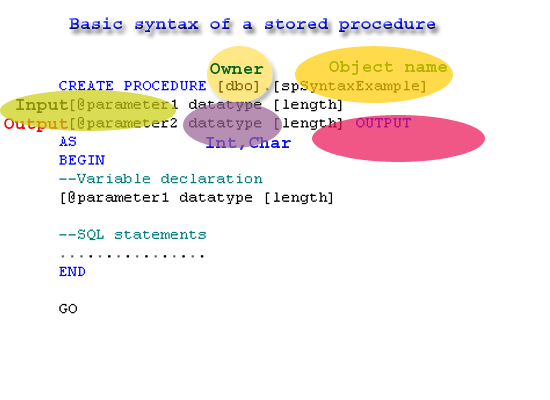 Basic syntax of a stored procedure
Owner
Object name
CREATE PROCEDURE [dbo].[spSyntaxExample]
Input[@parameter1 datatype [length]
Output[@parameter2 datatype [length] OUTPUT
AS
Int,Char
BEGIN
--Variable declaration
[@parameter1 datatype [length]
--SQL statements
................
END
GO